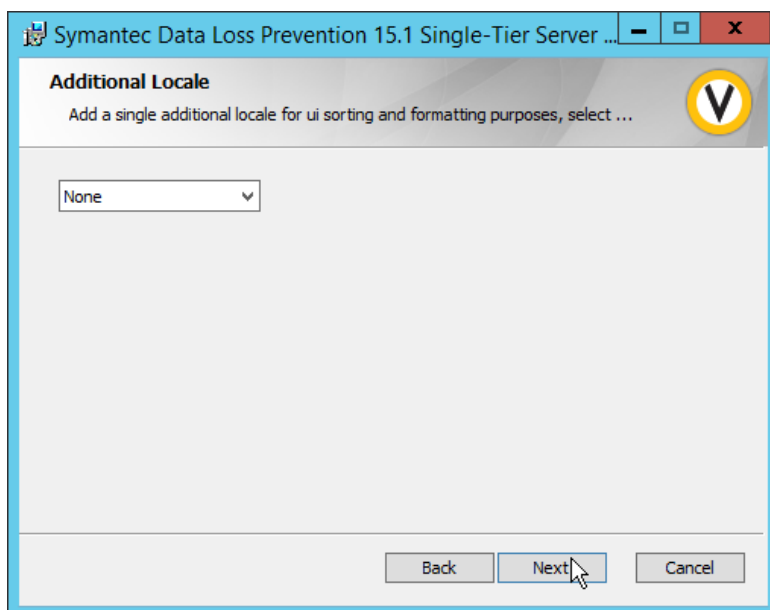 Symantec Data Loss Prevention 15.1 Single-Tier Server ...
Additional Locale
Add a single additional locale for ui sorting and formatting purposes, select ...
None
Back
Next
Cancel